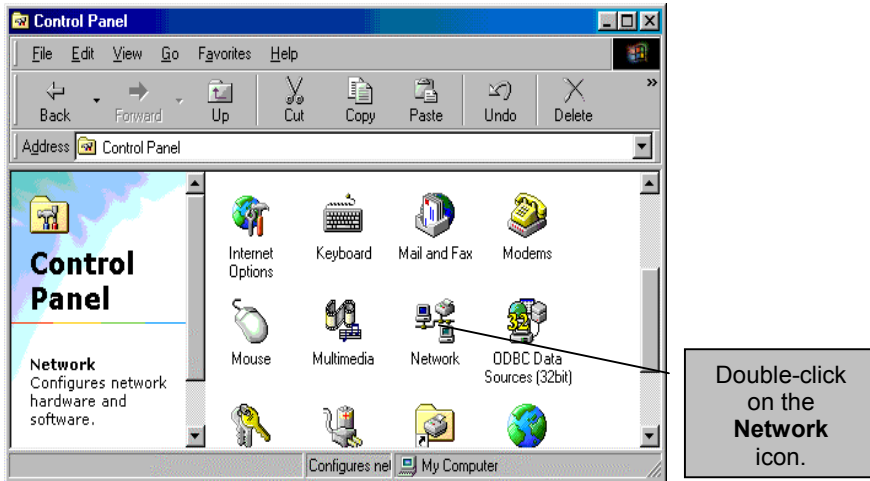 Control Panel
File Edit View Go Favorites Help
Back Forward Up Cut Copy Paste Undo Delete »
Address Control Panel
Control
Panel
Network
Configures network
hardware and
software.
Internet
Options
Keyboard
Mail and Fax
Modems
Mouse
Multimedia
Network
ODBC Data
Sources (32bit)
32
Configures net
My Computer
Double-click
on the
Network
icon.